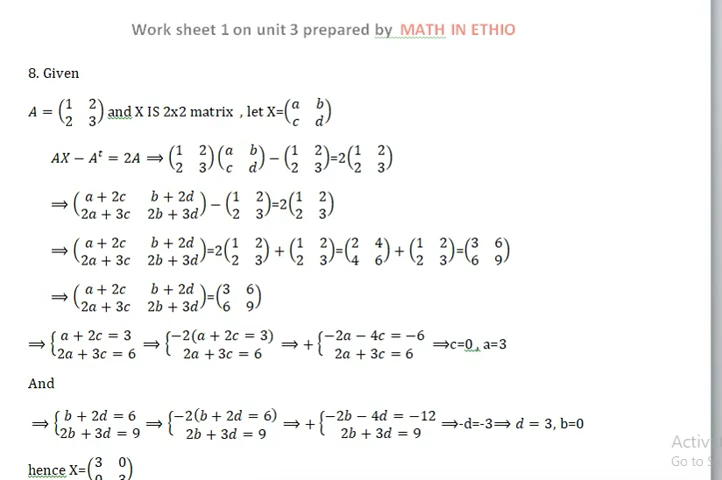 Work sheet 1 on unit 3 prepared by MATH IN ETHIO
8. Given
A = (1 2 / 2 3) and X IS 2x2 matrix , let X=(a b / c d)
AX − Aᵗ = 2A ⟹ (1 2 / 2 3)(a b / c d) − (1 2 / 2 3)=2(1 2 / 2 3)
⟹ (a + 2c b + 2d / 2a + 3c 2b + 3d) − (1 2 / 2 3)=2(1 2 / 2 3)
⟹ (a + 2c b + 2d / 2a + 3c 2b + 3d)=2(1 2 / 2 3) + (1 2 / 2 3)=(2 4 / 4 6) + (1 2 / 2 3)=(3 6 / 6 9)
⟹ (a + 2c b + 2d / 2a + 3c 2b + 3d)=(3 6 / 6 9)
⟹ {a + 2c = 3 / 2a + 3c = 6 ⟹ {−2(a + 2c = 3) / 2a + 3c = 6 ⟹ + {−2a − 4c = −6 / 2a + 3c = 6 ⟹c=0 , a=3
And
⟹ {b + 2d = 6 / 2b + 3d = 9 ⟹ {−2(b + 2d = 6) / 2b + 3d = 9 ⟹ + {−2b − 4d = −12 / 2b + 3d = 9 ⟹-d=-3⟹ d = 3, b=0
Activ
Go to S
hence X=(3 0 / 0 3)